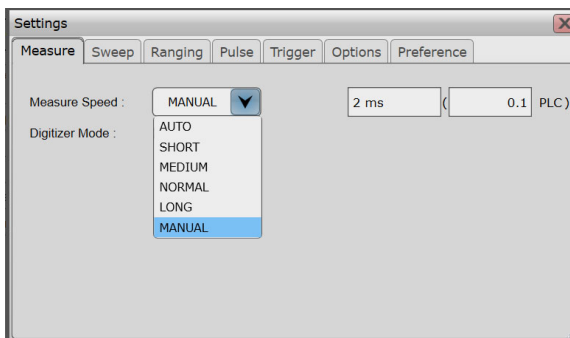 Settings
Measure Sweep Ranging Pulse Trigger Options Preference
Measure Speed : MANUAL 2 ms ( 0.1 PLC)
Digitizer Mode :
AUTO
SHORT
MEDIUM
NORMAL
LONG
MANUAL